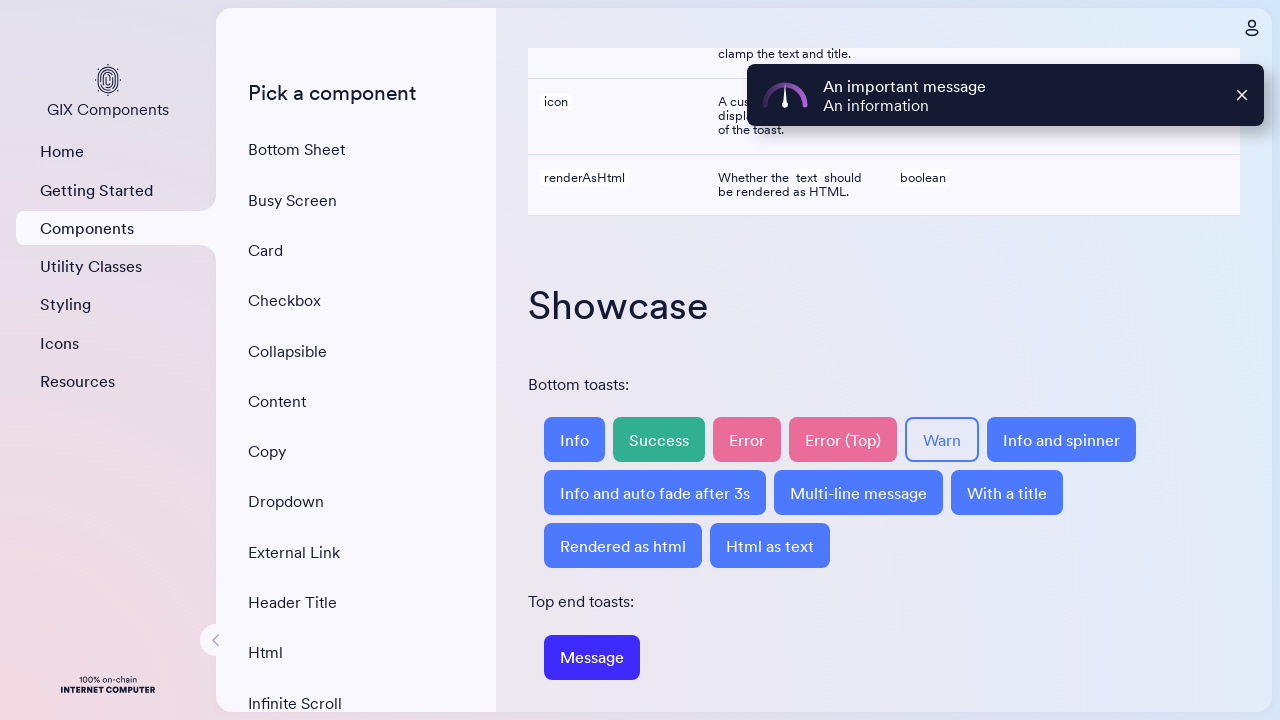 GIX Components
Home
Getting Started
Components
Utility Classes
Styling
Icons
Resources
100% on-chain
INTERNET COMPUTER
Pick a component
Bottom Sheet
Busy Screen
Card
Checkbox
Collapsible
Content
Copy
Dropdown
External Link
Header Title
Html
Infinite Scroll
clamp the text and title.
icon
of the toast.
renderAsHtml
Whether the text should
be rendered as HTML.
boolean
An important message
An information
Showcase
Bottom toasts:
Info
Success
Error
Error (Top)
Warn
Info and spinner
Info and auto fade after 3s
Multi-line message
With a title
Rendered as html
Html as text
Top end toasts:
Message